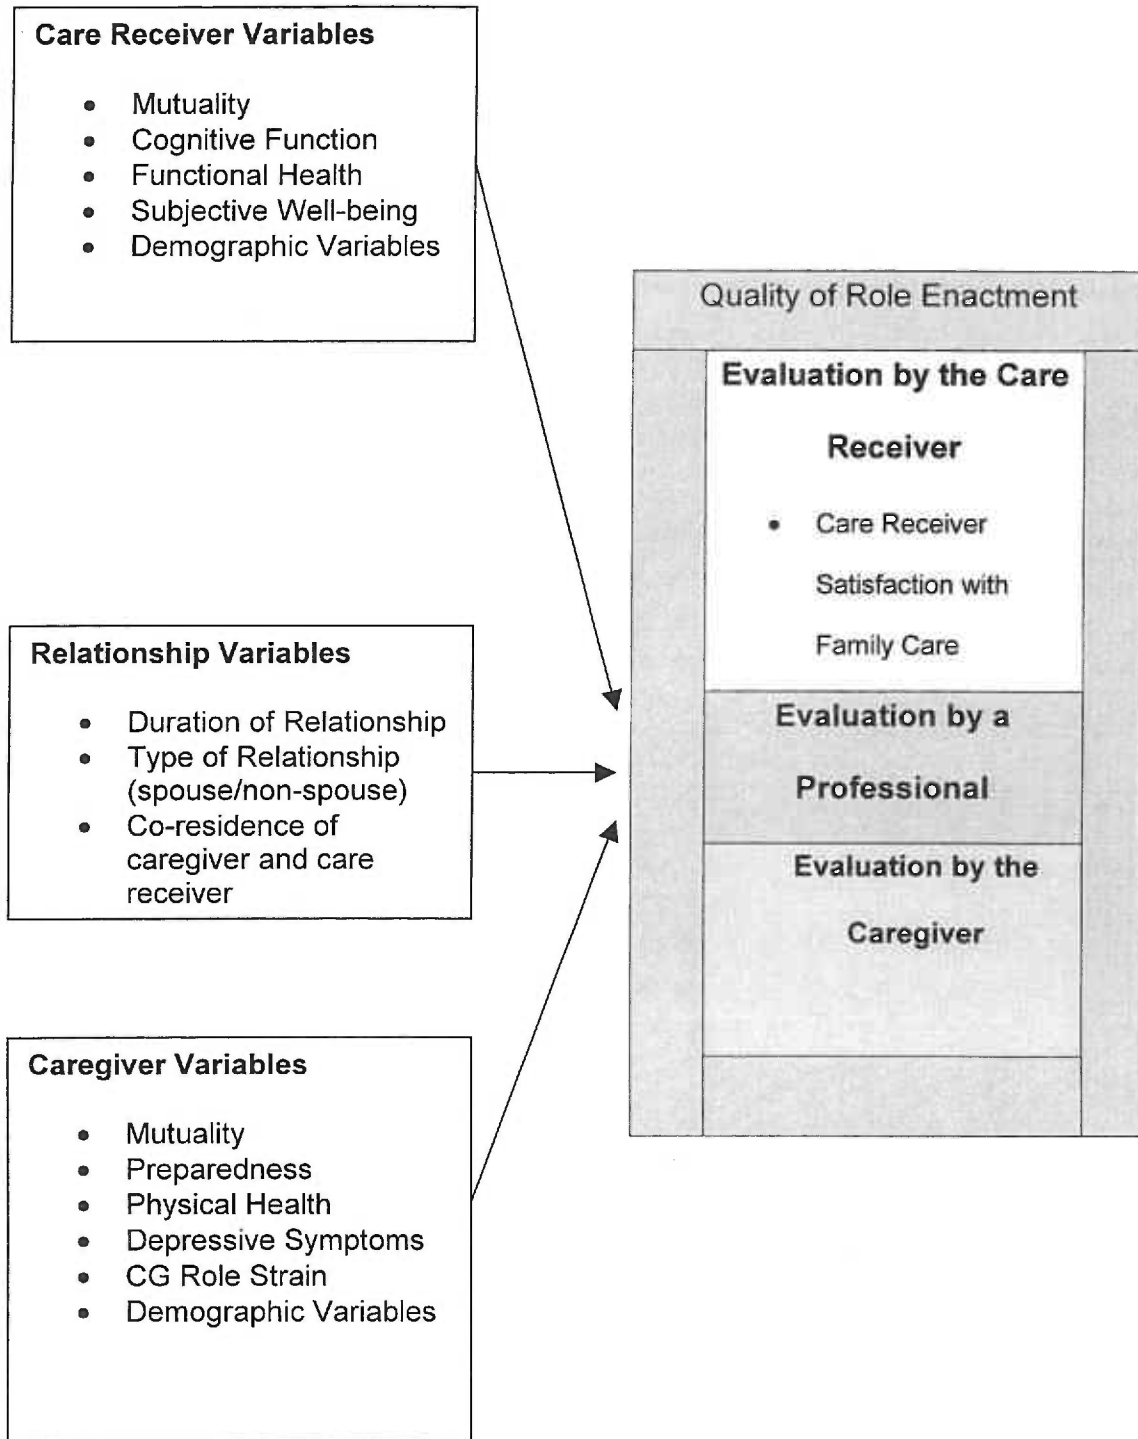 Care Receiver Variables
• Mutuality
• Cognitive Function
• Functional Health
• Subjective Well-being
• Demographic Variables
Quality of Role Enactment
Evaluation by the Care
Receiver
• Care Receiver
Satisfaction with
Family Care
Evaluation by a
Professional
Evaluation by the
Caregiver
Relationship Variables
• Duration of Relationship
• Type of Relationship
(spouse/non-spouse)
• Co-residence of
caregiver and care
receiver
Caregiver Variables
• Mutuality
• Preparedness
• Physical Health
• Depressive Symptoms
• CG Role Strain
• Demographic Variables